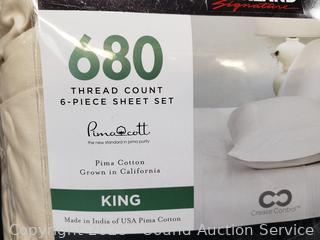 Signature
680
THREAD COUNT
6-PIECE SHEET SET
Pimacott
the new standard in pima purity
Pima Cotton
Grown in California
KING
Made in India of USA Pima Cotton
Crease Control™